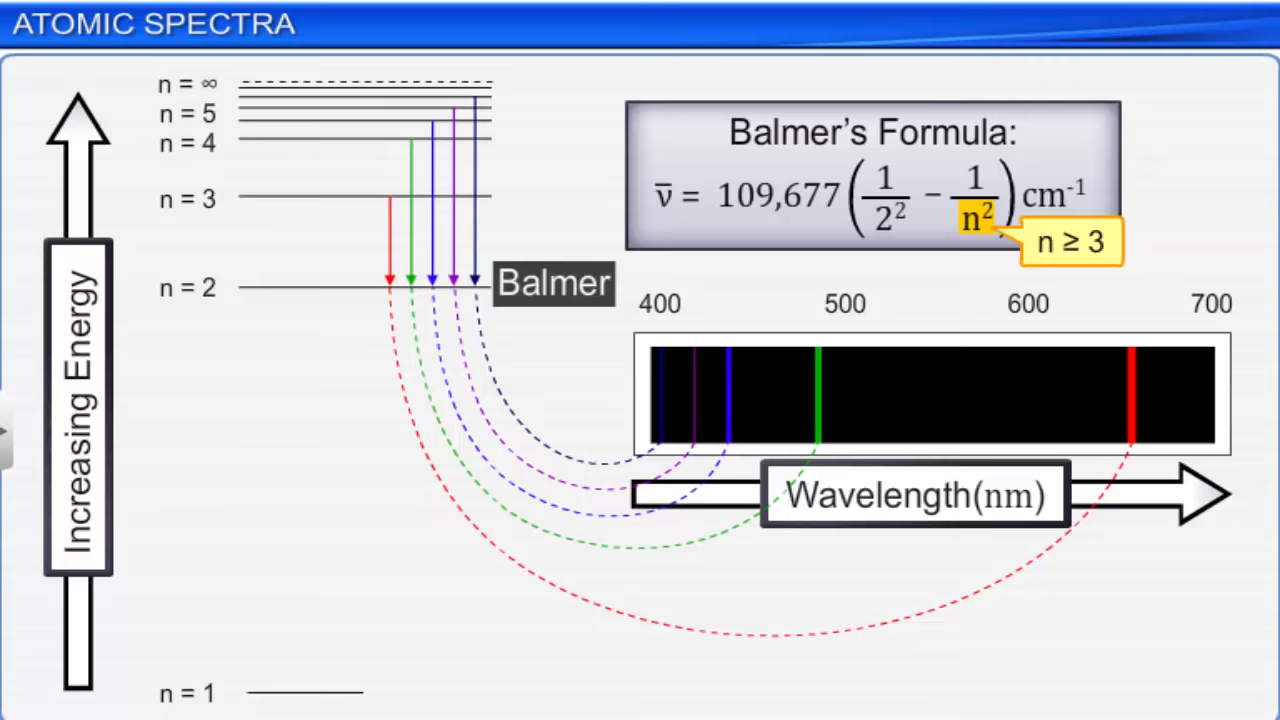 ATOMIC SPECTRA
n = ∞
n = 5
n = 4
n = 3
n = 2
n = 1
Increasing Energy
Balmer
Balmer’s Formula:
ν̅ = 109,677 (1/2² − 1/n²) cm⁻¹
n ≥ 3
400 500 600 700
Wavelength(nm)